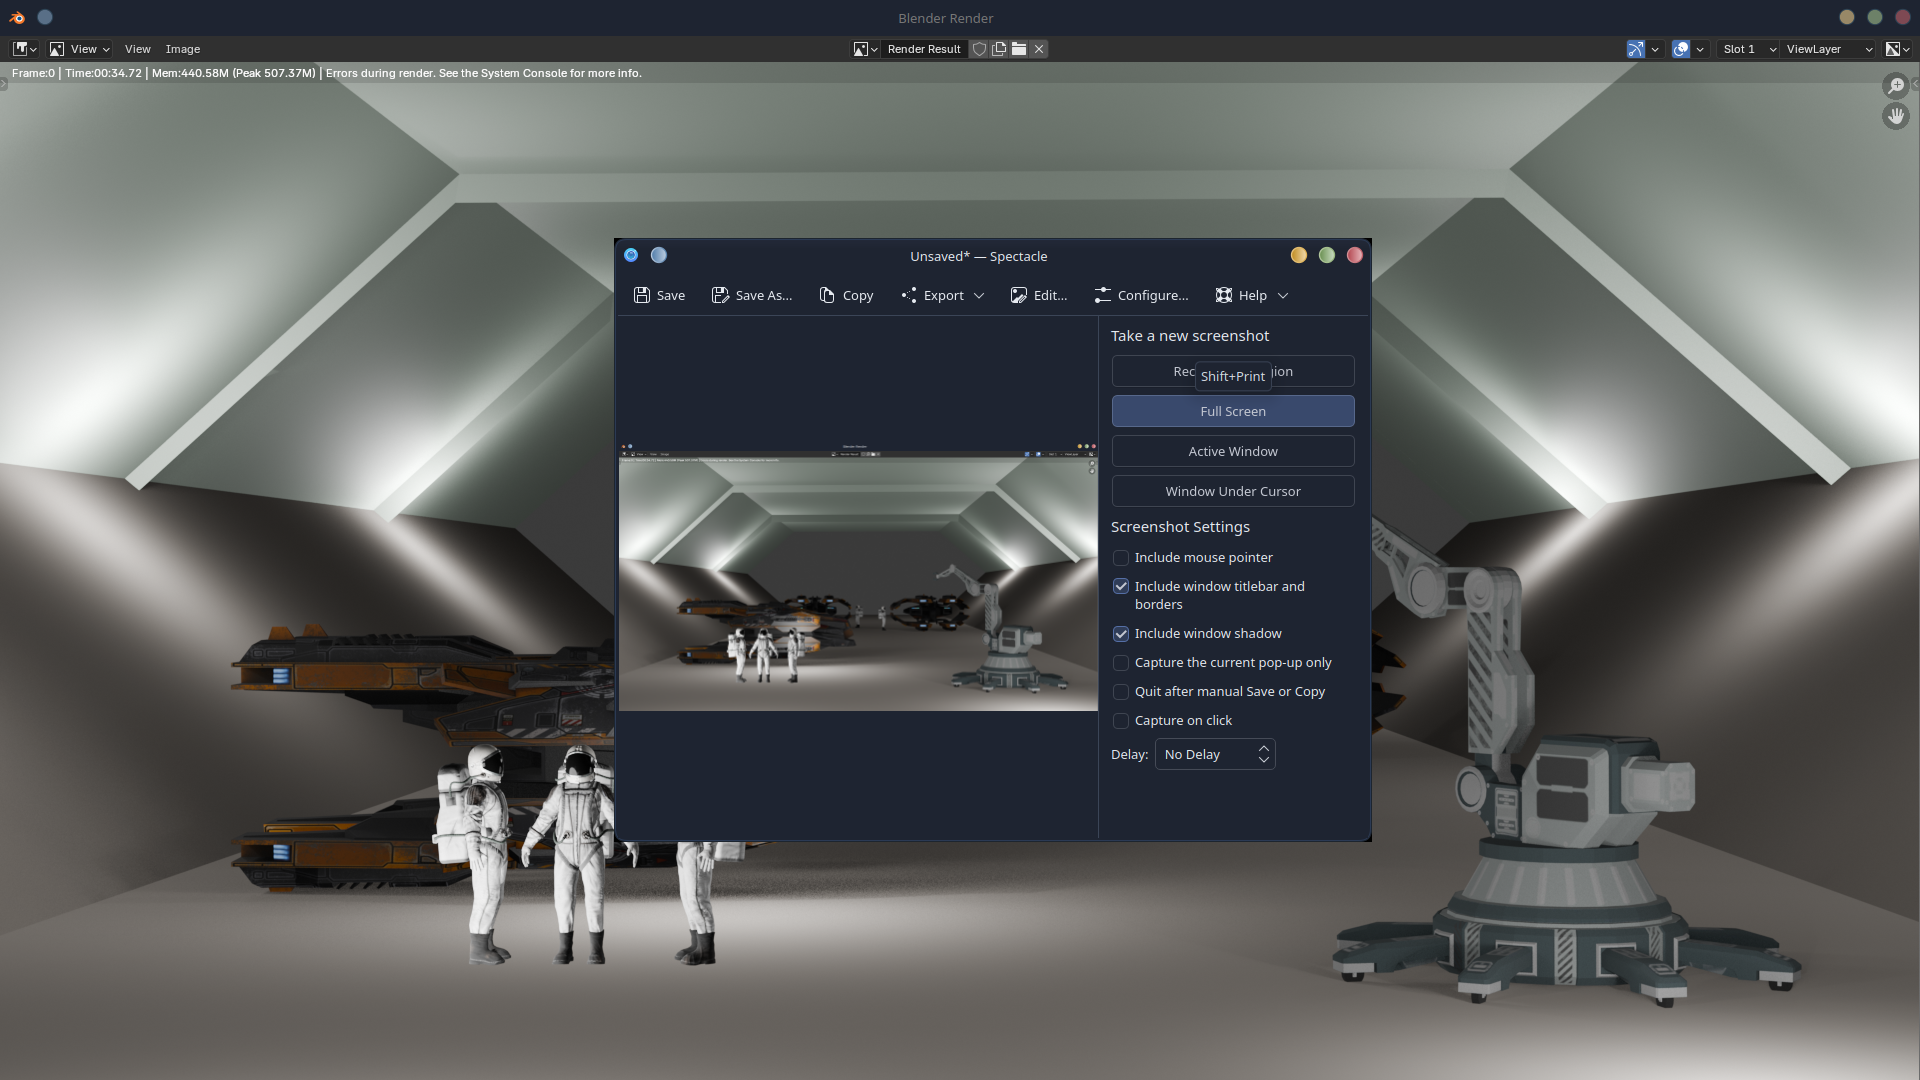 Blender Render
View View Image Render Result Slot 1 ViewLayer
Frame:0 | Time:00:34.72 | Mem:440.58M (Peak 507.37M) | Errors during render. See the System Console for more info.
Unsaved* — Spectacle
Save Save As... Copy Export Edit... Configure... Help
Take a new screenshot
Shift+Print
Full Screen
Active Window
Window Under Cursor
Screenshot Settings
Include mouse pointer
Include window titlebar and
borders
Include window shadow
Capture the current pop-up only
Quit after manual Save or Copy
Capture on click
Delay: No Delay